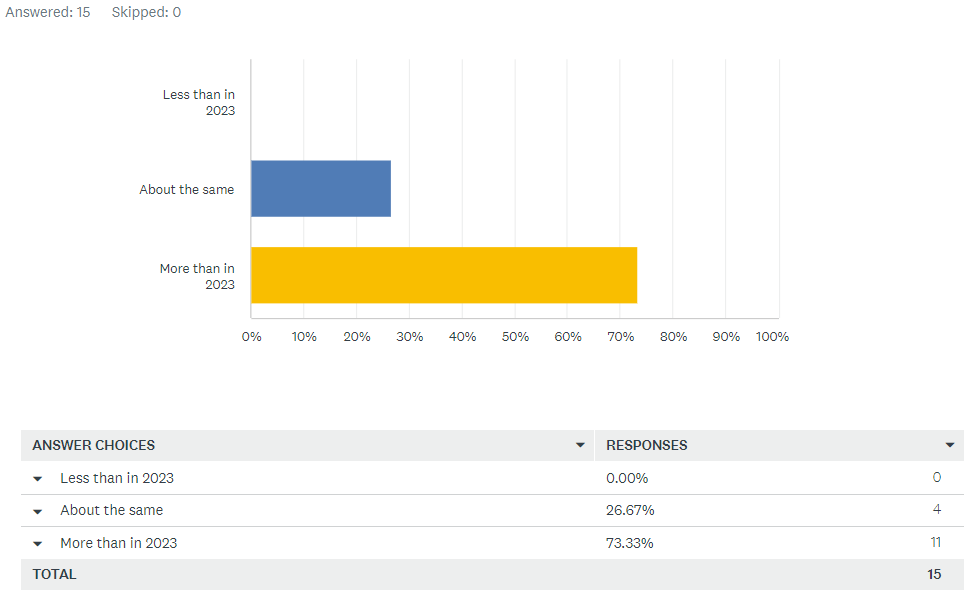 Answered: 15 Skipped: 0
Less than in
2023
About the same
More than in
2023
0% 10% 20% 30% 40% 50% 60% 70% 80% 90% 100%
ANSWER CHOICES RESPONSES
Less than in 2023 0.00% 0
About the same 26.67% 4
More than in 2023 73.33% 11
TOTAL 15